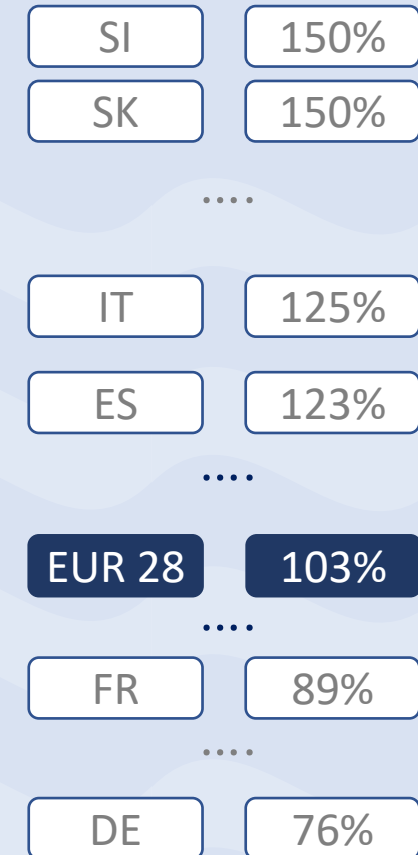 SI 150%
SK 150%
....
IT 125%
ES 123%
....
EUR 28 103%
....
FR 89%
....
DE 76%